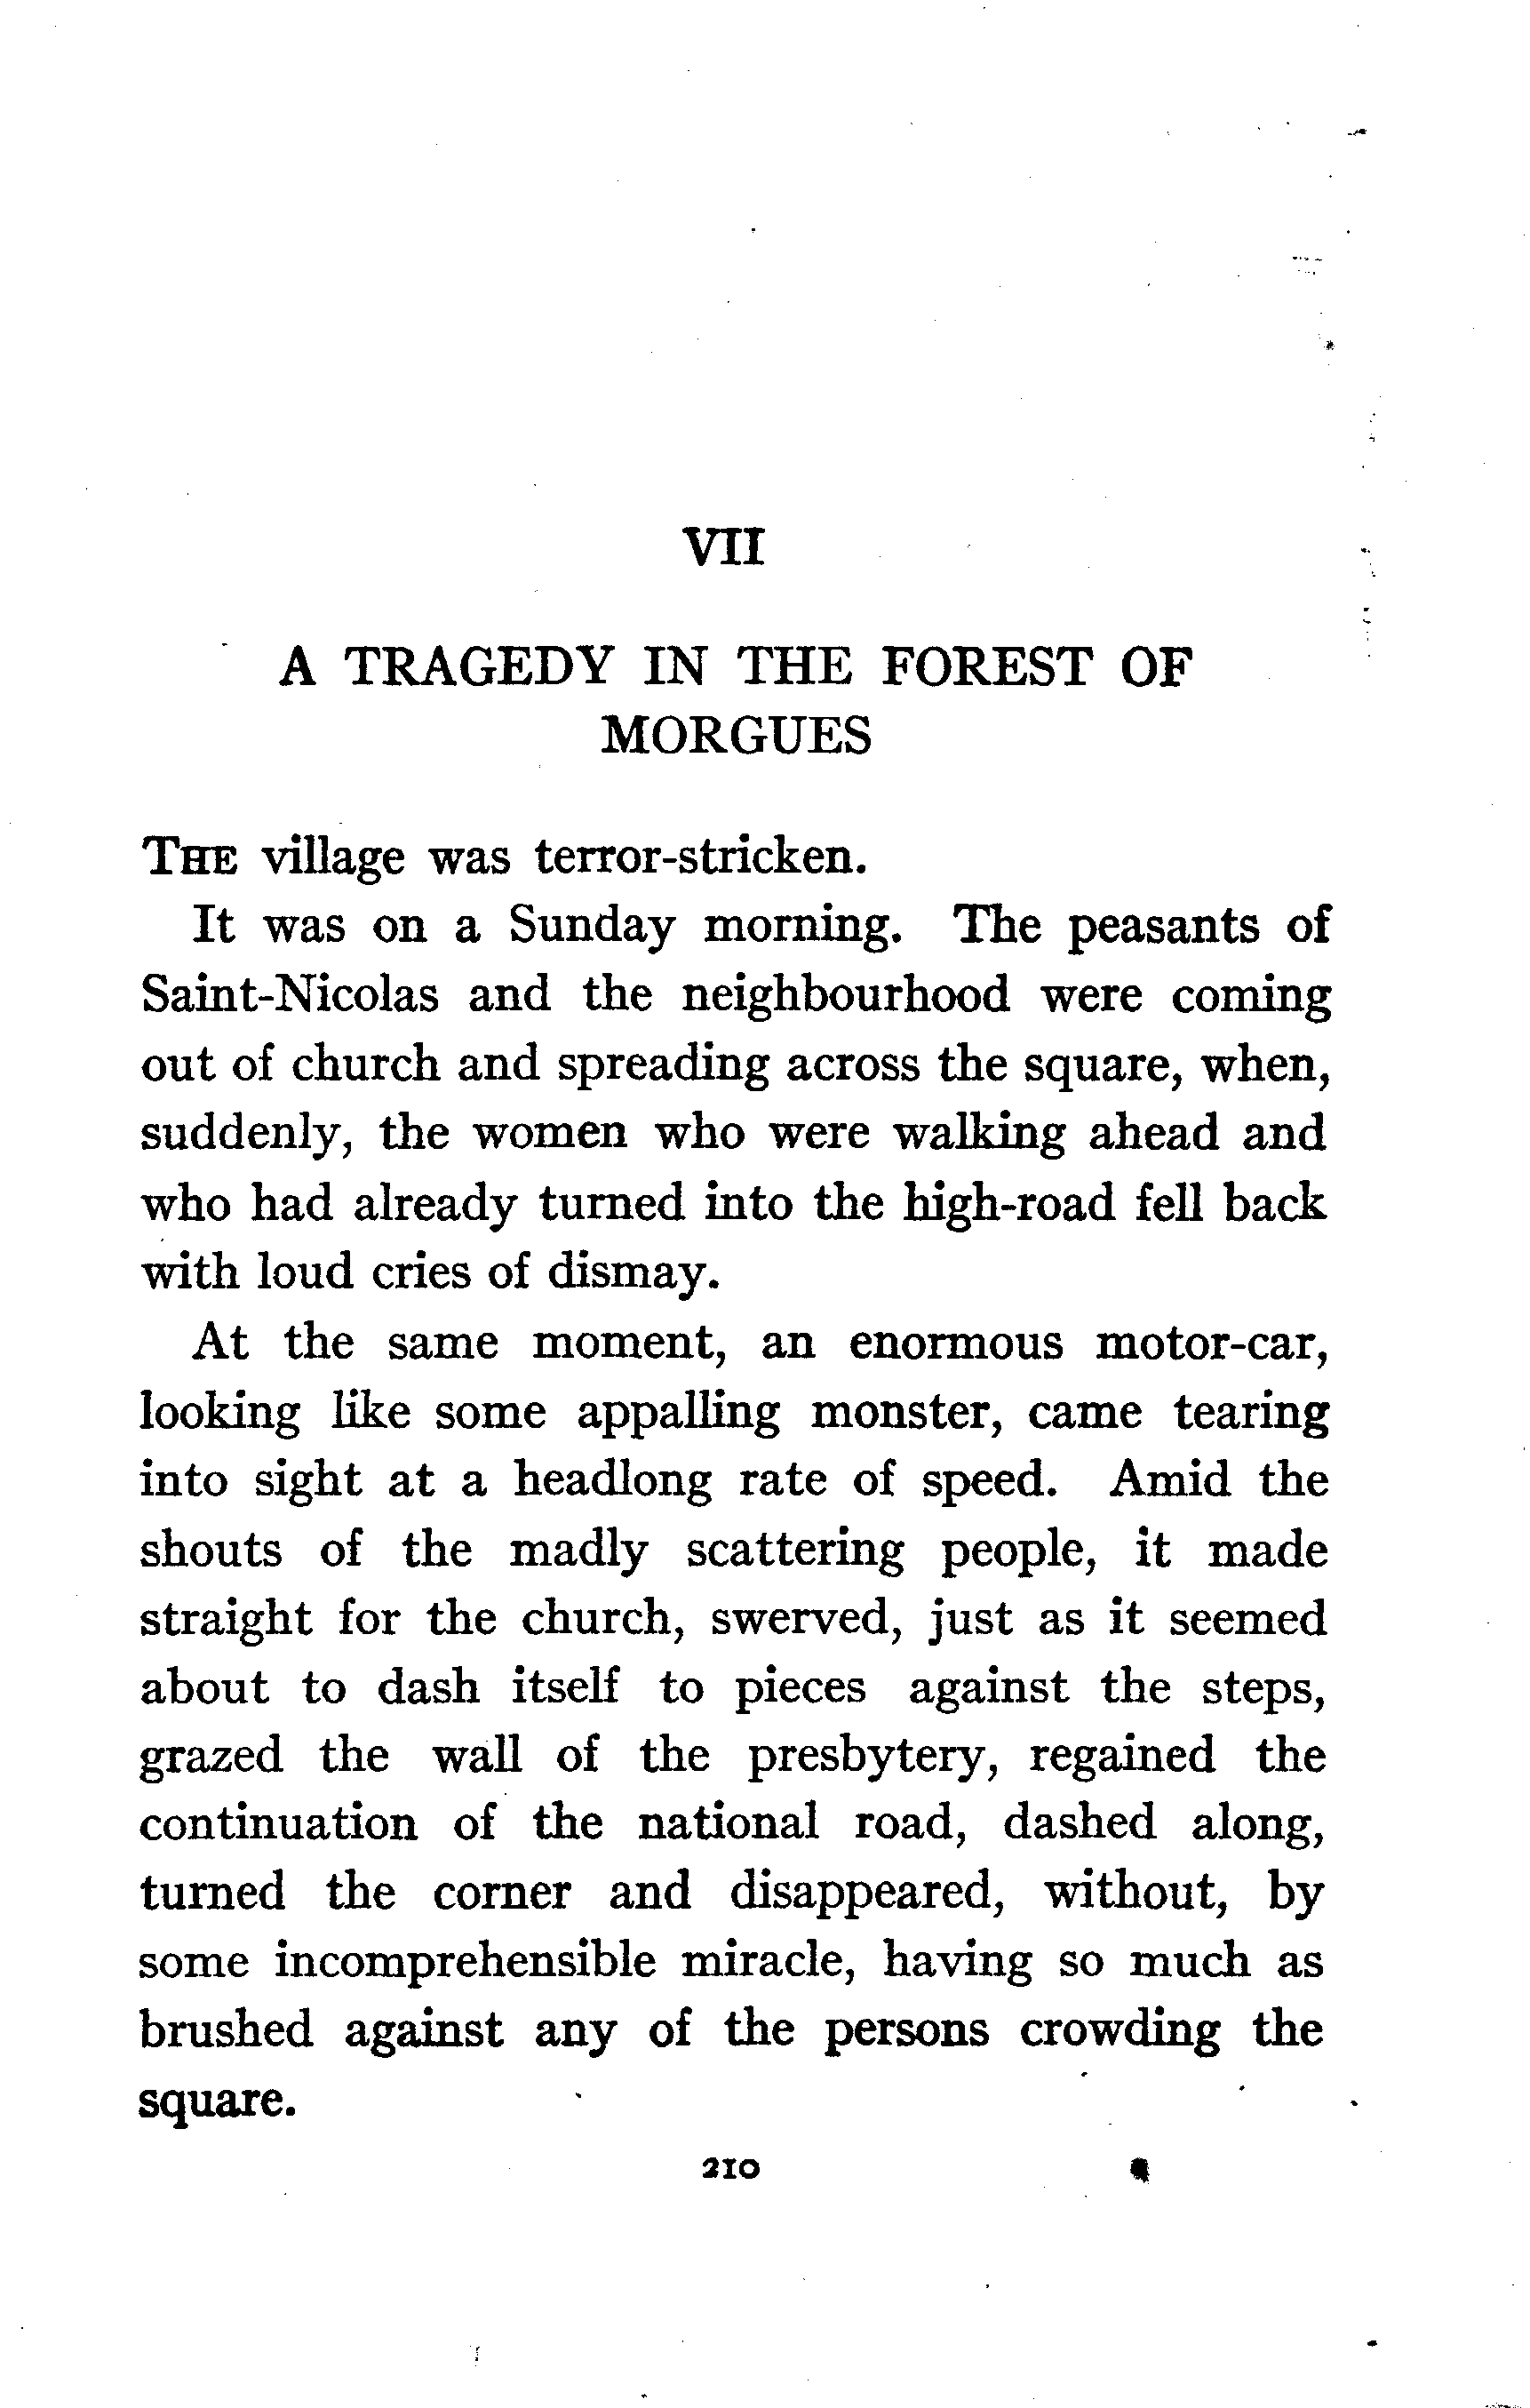 VII
A TRAGEDY IN THE FOREST OF
MORGUES
THE village was terror-stricken.
It was on a Sunday morning. The peasants of
Saint-Nicolas and the neighbourhood were coming
out of church and spreading across the square, when,
suddenly, the women who were walking ahead and
who had already turned into the high-road fell back
with loud cries of dismay.
At the same moment, an enormous motor-car,
looking like some appalling monster, came tearing
into sight at a headlong rate of speed. Amid the
shouts of the madly scattering people, it made
straight for the church, swerved, just as it seemed
about to dash itself to pieces against the steps,
grazed the wall of the presbytery, regained the
continuation of the national road, dashed along,
turned the corner and disappeared, without, by
some incomprehensible miracle, having so much as
brushed against any of the persons crowding the
square.
210